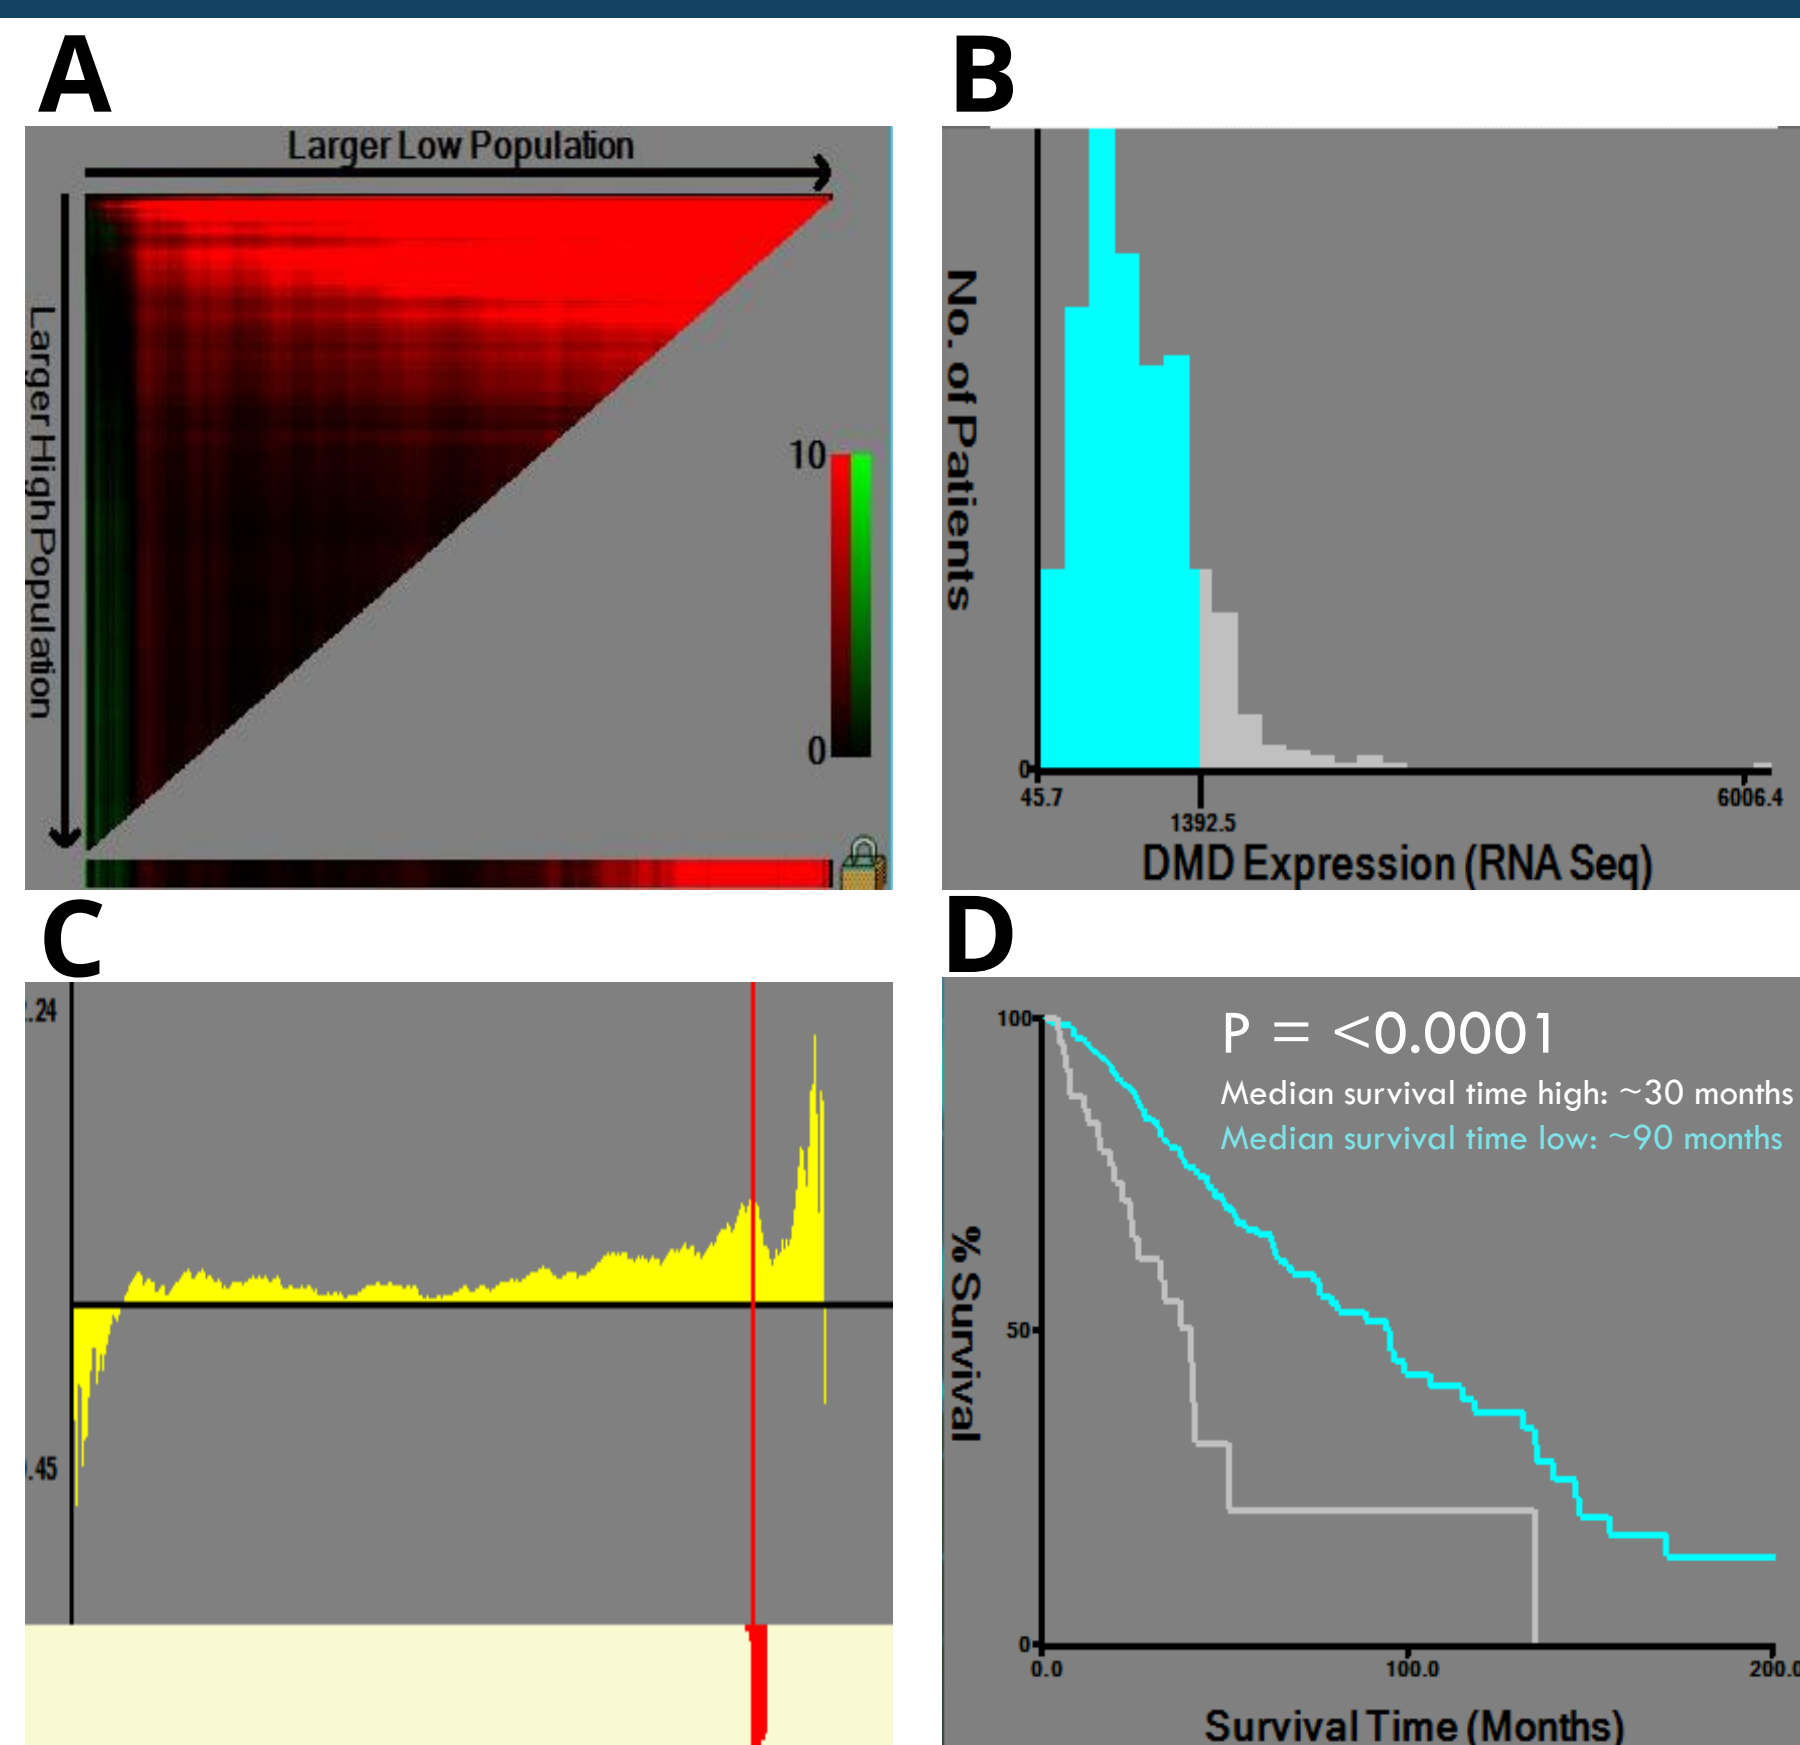 A
Larger Low Population
Larger High Population
10
0
B
No. of Patients
0
45.7
1392.5
6006.4
DMD Expression (RNA Seq)
C
.24
.45
D
P = <0.0001
Median survival time high: ~30 months
Median survival time low: ~90 months
% Survival
100
50
0
0.0
100.0
200.0
Survival Time (Months)